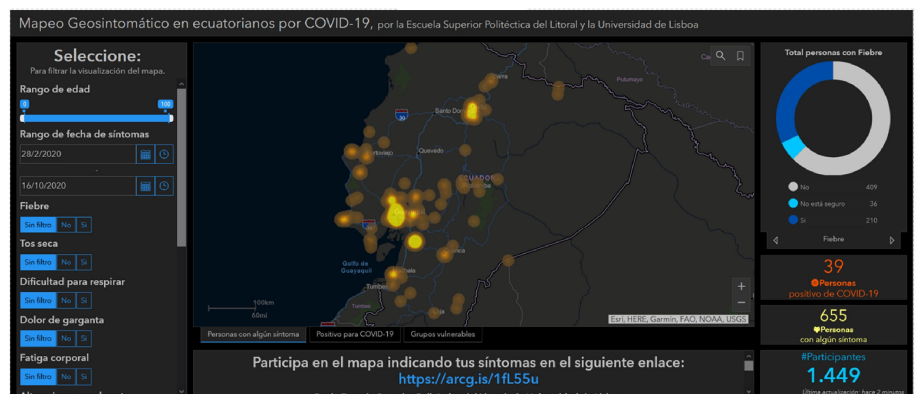 Mapeo Geosintomático en ecuatorianos por COVID-19, por la Escuela Superior Politéctica del Litoral y la Universidad de Lisboa
Seleccione:
Para filtrar la visualización del mapa.
Rango de edad
0 100
Rango de fecha de síntomas
28/2/2020
-
16/10/2020
Fiebre
Sin filtro No Si
Tos seca
Sin filtro No Si
Dificultad para respirar
Sin filtro No Si
Dolor de garganta
Sin filtro No Si
Fatiga corporal
Sin filtro No Si
Putumayo
Santo Dom
Quevedo
ECUADOR
Golfo de
Guayaquil
Tumbes
100km
60mi
Esri, HERE, Garmin, FAO, NOAA, USGS
Personas con algún síntoma Positivo para COVID-19 Grupos vulnerables
Participa en el mapa indicando tus síntomas en el siguiente enlace:
https://arcg.is/1fL55u
Total personas con Fiebre
No 409
No está seguro 36
Si 210
Fiebre
39
Personas
positivo de COVID-19
655
Personas
con algún síntoma
#Participantes
1.449
Última actualización: hace 2 minutos